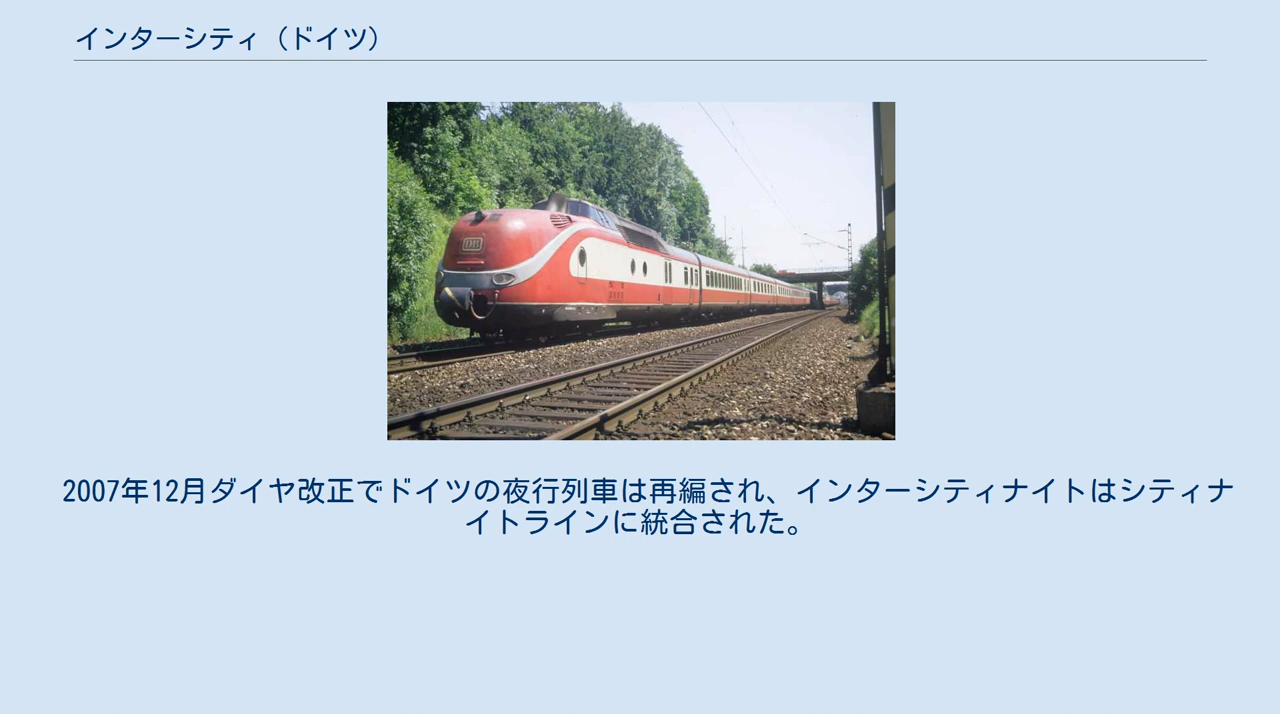 インターシティ（ドイツ）
DB
2007年12月ダイヤ改正でドイツの夜行列車は再編され、インターシティナイトはシティナ
イトラインに統合された。